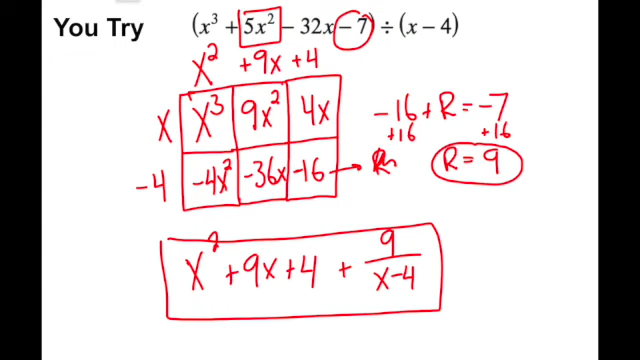 You Try (x³ + 5x² − 32x − 7) ÷ (x − 4)
x² +9x +4
x x³ 9x² 4x
-16 + R = -7
+16 +16
-4 -4x² -36x -16 → R = 9
x² + 9x + 4 + 9/(x-4)